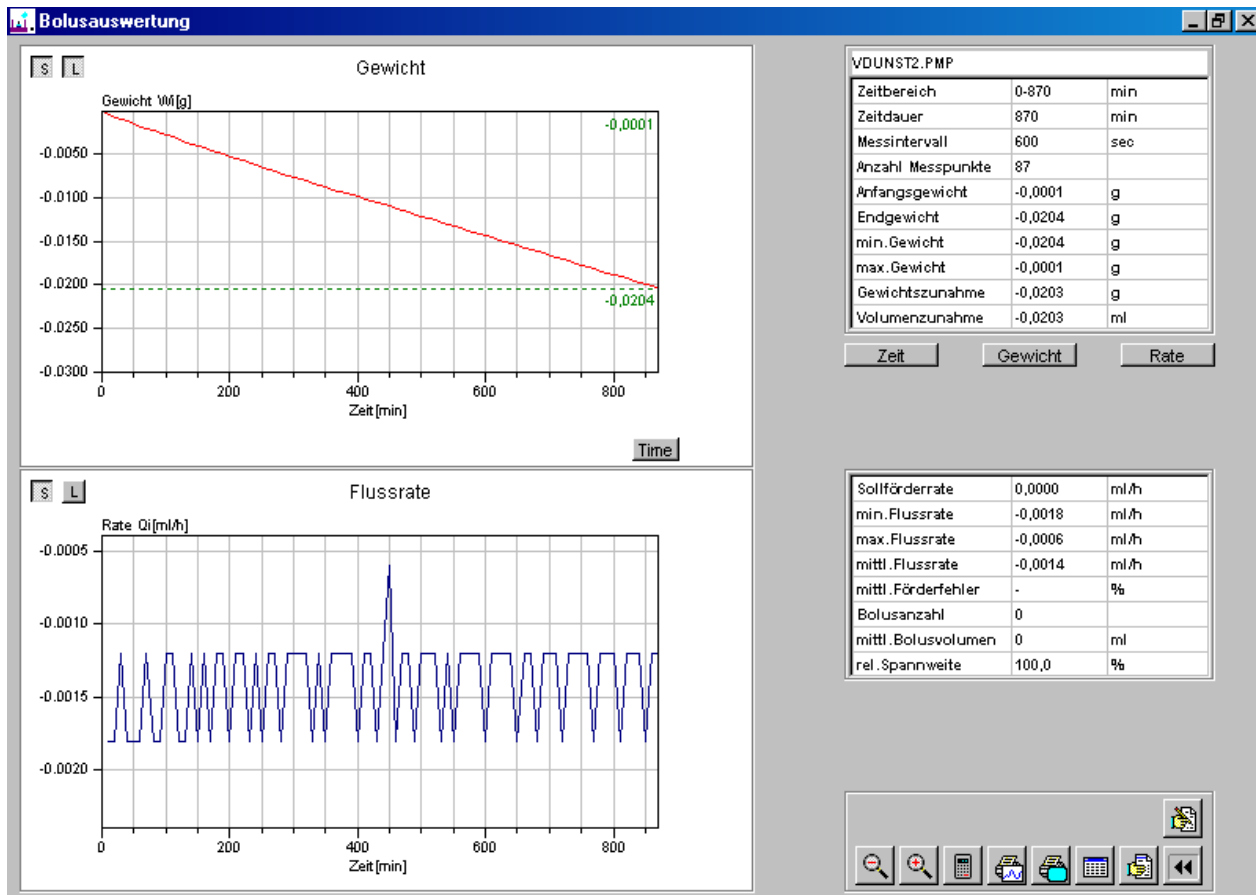 Bolusauswertung
S L Gewicht
Gewicht Wi[g]
-0,0001
-0.0050
-0.0100
-0.0150
-0.0200
-0,0204
-0.0250
-0.0300
0 200 400 600 800
Zeit[min]
Time
S L Flussrate
Rate Qi[ml/h]
-0.0005
-0.0010
-0.0015
-0.0020
0 200 400 600 800
Zeit[min]
VDUNST2.PMP
Zeitbereich 0-870 min
Zeitdauer 870 min
Messintervall 600 sec
Anzahl Messpunkte 87
Anfangsgewicht -0,0001 g
Endgewicht -0,0204 g
min.Gewicht -0,0204 g
max.Gewicht -0,0001 g
Gewichtszunahme -0,0203 g
Volumenzunahme -0,0203 ml
Zeit Gewicht Rate
Sollförderrate 0,0000 ml/h
min.Flussrate -0,0018 ml/h
max.Flussrate -0,0006 ml/h
mittl.Flussrate -0,0014 ml/h
mittl.Förderfehler - %
Bolusanzahl 0
mittl.Bolusvolumen 0 ml
rel.Spannweite 100,0 %